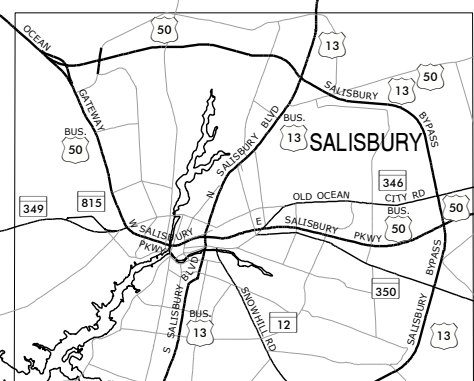 OCEAN
GATEWAY
50
13
SALISBURY
BYPASS
13
50
BUS.
50
N SALISBURY BLVD
BUS.
13
SALISBURY
346
OLD OCEAN CITY RD
815
349
W SALISBURY PKWY
E SALISBURY PKWY
BUS.
50
50
350
S SALISBURY BLVD
BUS.
13
SNOWHILL RD
12
SALISBURY BYPASS
13